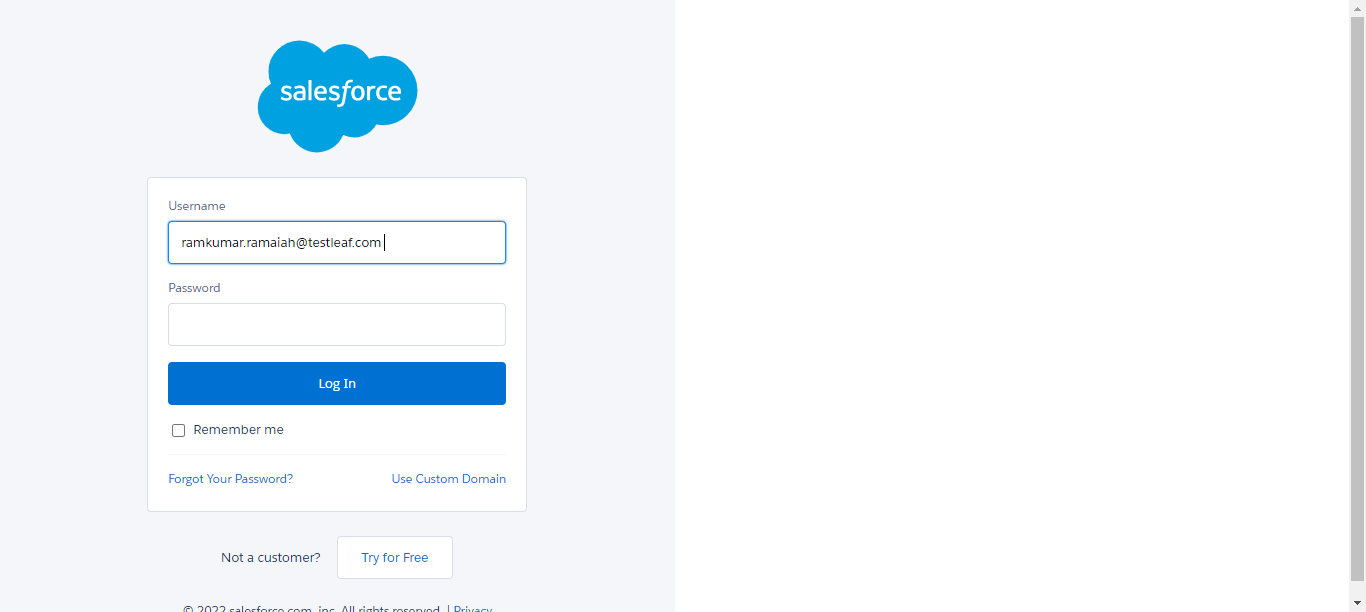 salesforce
Username
ramkumar.ramaiah@testleaf.com
Password
Log In
Remember me
Forgot Your Password? Use Custom Domain
Not a customer? Try for Free
© 2022 salesforce.com, inc. All rights reserved. | Privacy